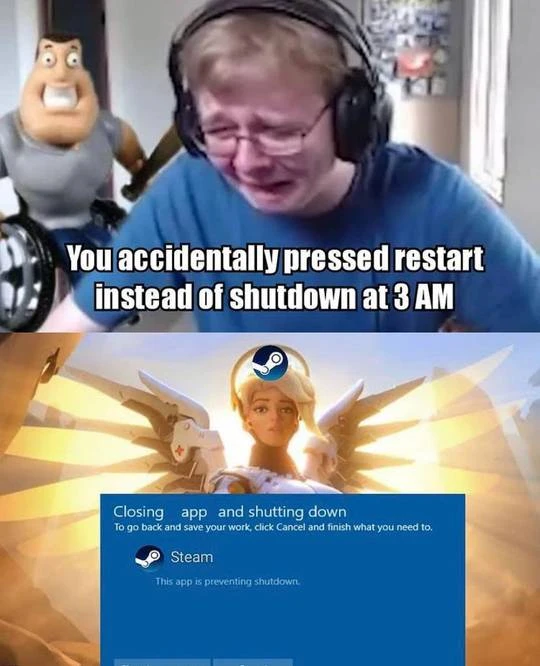 You accidentally pressed restart
instead of shutdown at 3 AM
Closing app and shutting down
To go back and save your work, click Cancel and finish what you need to.
Steam
This app is preventing shutdown.